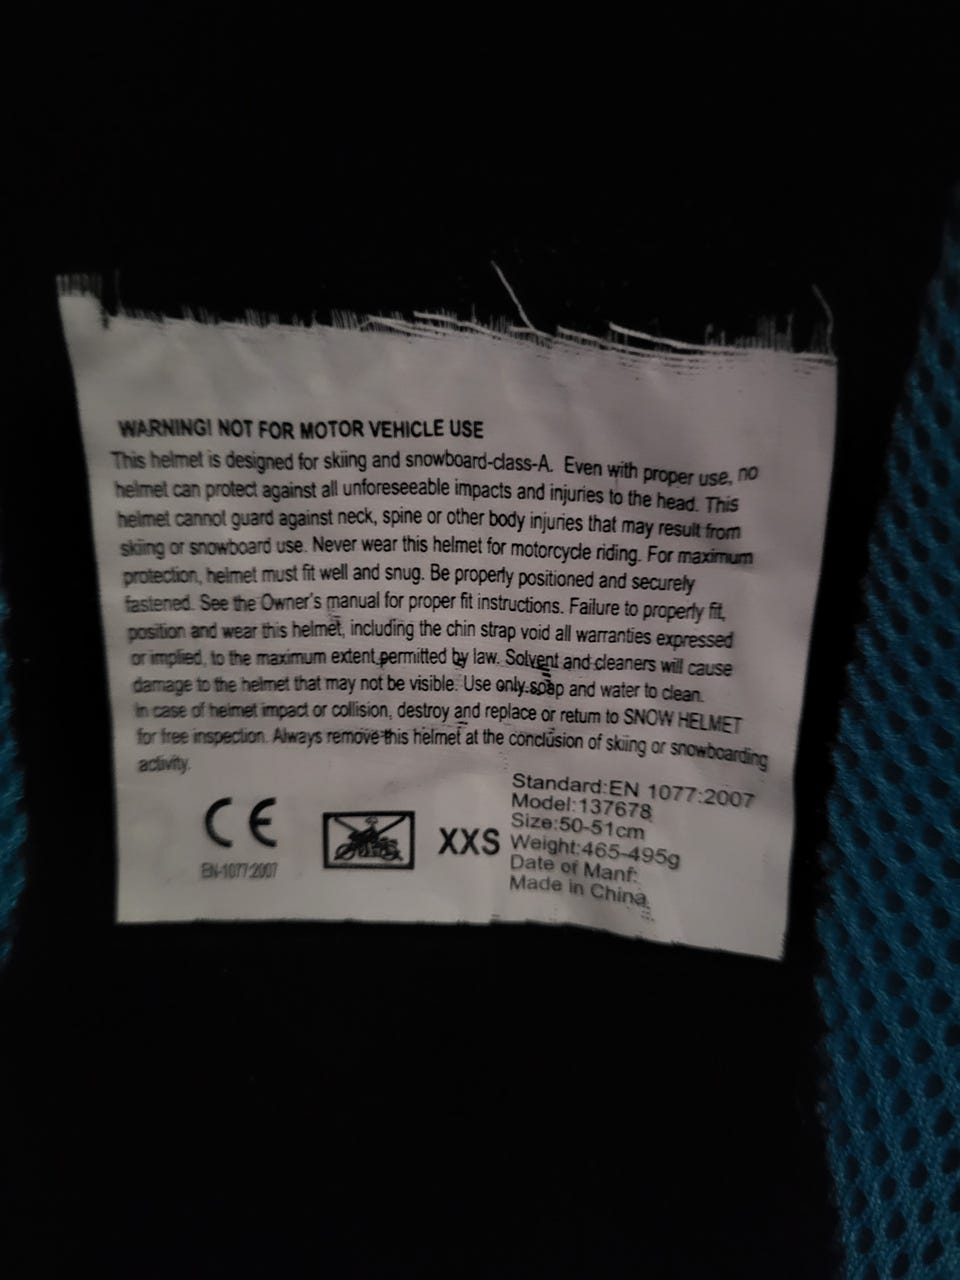 WARNING! NOT FOR MOTOR VEHICLE USE
This helmet is designed for skiing and snowboard-class-A. Even with proper use, no
helmet can protect against all unforeseeable impacts and injuries to the head. This
helmet cannot guard against neck, spine or other body injuries that may result from
skiing or snowboard use. Never wear this helmet for motorcycle riding. For maximum
protection, helmet must fit well and snug. Be properly positioned and securely
fastened. See the Owner's manual for proper fit instructions. Failure to properly fit,
position and wear this helmet, including the chin strap void all warranties expressed
or implied, to the maximum extent permitted by law. Solvent and cleaners will cause
damage to the helmet that may not be visible. Use only soap and water to clean.
In case of helmet impact or collision, destroy and replace or return to SNOW HELMET
for free inspection. Always remove this helmet at the conclusion of skiing or snowboarding
activity.
CE
EN-1077:2007
XXS
Standard:EN 1077:2007
Model:137678
Size:50-51cm
Weight:465-495g
Date of Manf:
Made in China